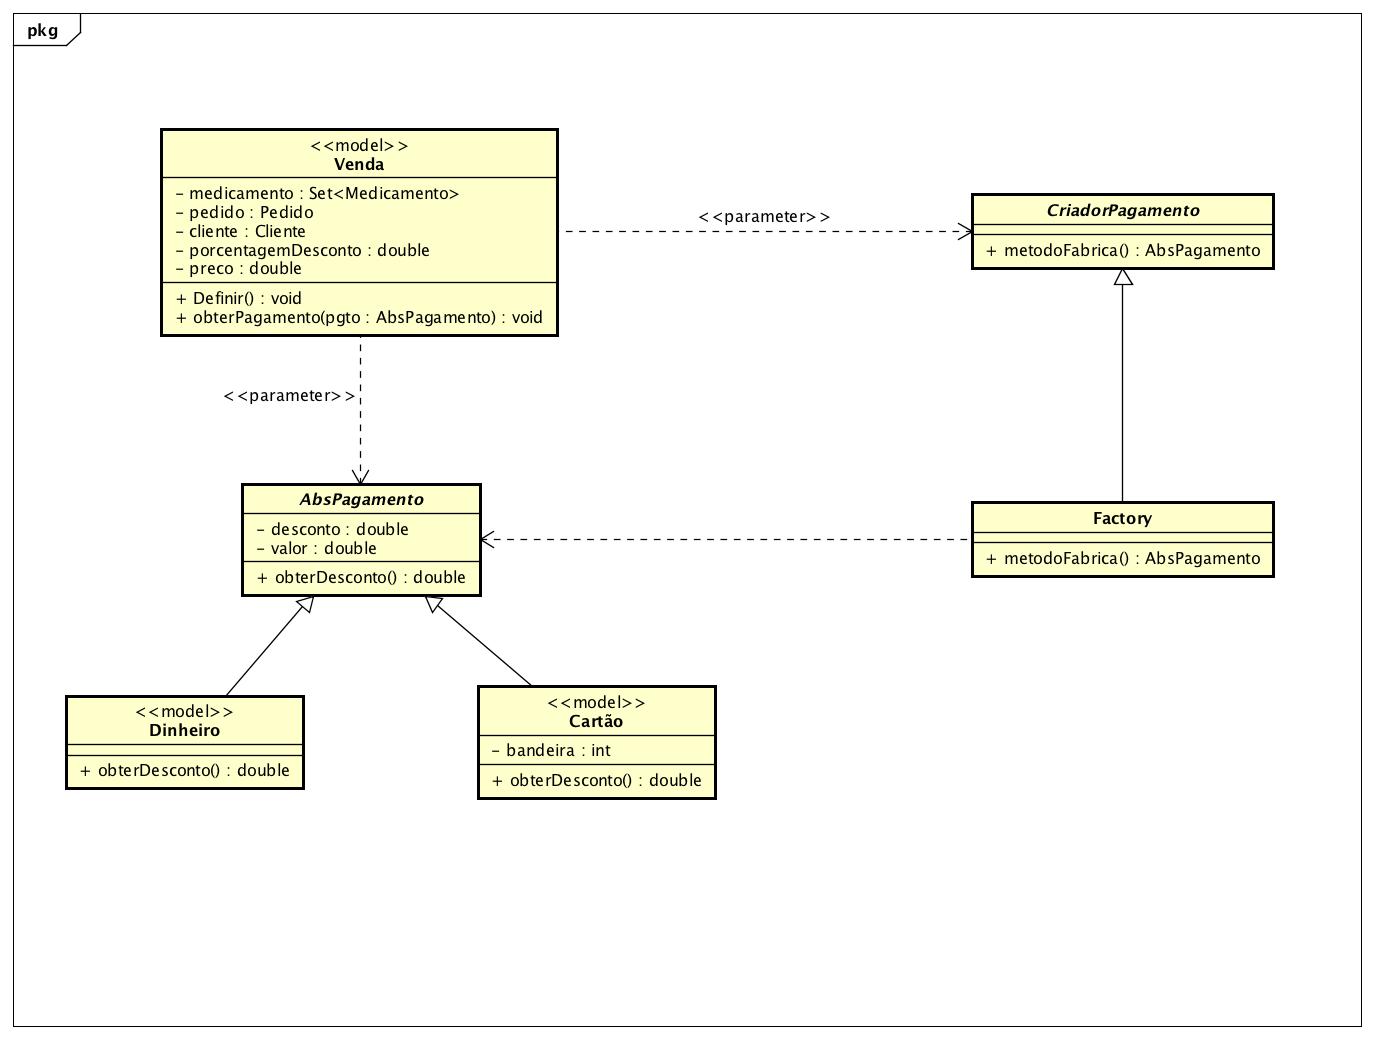 pkg
<<model>>
Venda
- medicamento : Set<Medicamento>
- pedido : Pedido
- cliente : Cliente
- porcentagemDesconto : double
- preco : double
+ Definir() : void
+ obterPagamento(pgto : AbsPagamento) : void
<<parameter>>
CriadorPagamento
+ metodoFabrica() : AbsPagamento
<<parameter>>
AbsPagamento
- desconto : double
- valor : double
+ obterDesconto() : double
Factory
+ metodoFabrica() : AbsPagamento
<<model>>
Dinheiro
+ obterDesconto() : double
<<model>>
Cartão
- bandeira : int
+ obterDesconto() : double